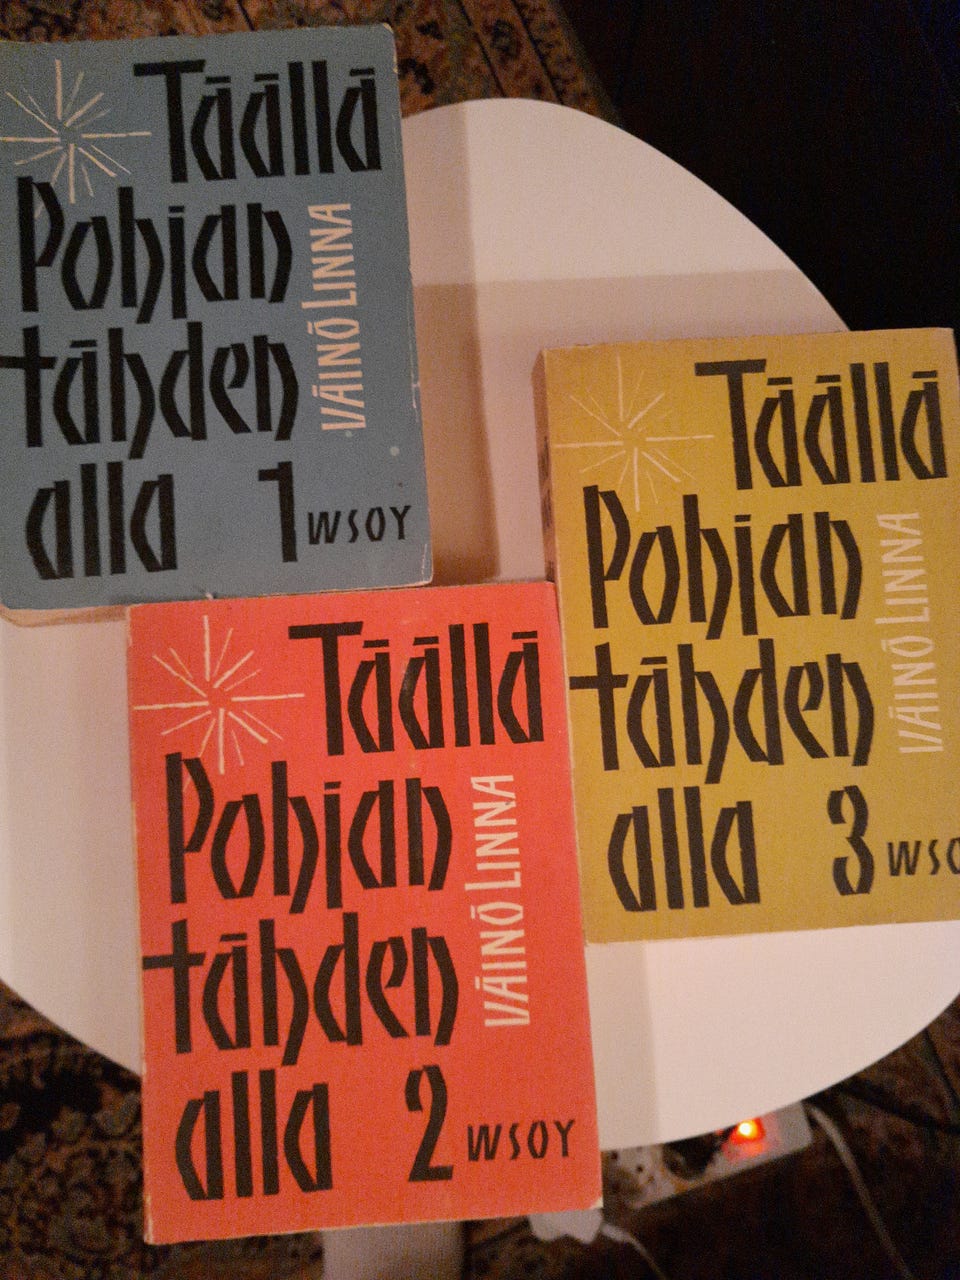 Täällä
Pohjan
tähden
alla 1
VÄINÖ LINNA
WSOY
Täällä
Pohjan
tähden
alla 2
VÄINÖ LINNA
WSOY
Täällä
Pohjan
tähden
alla 3
VÄINÖ LINNA
WSO